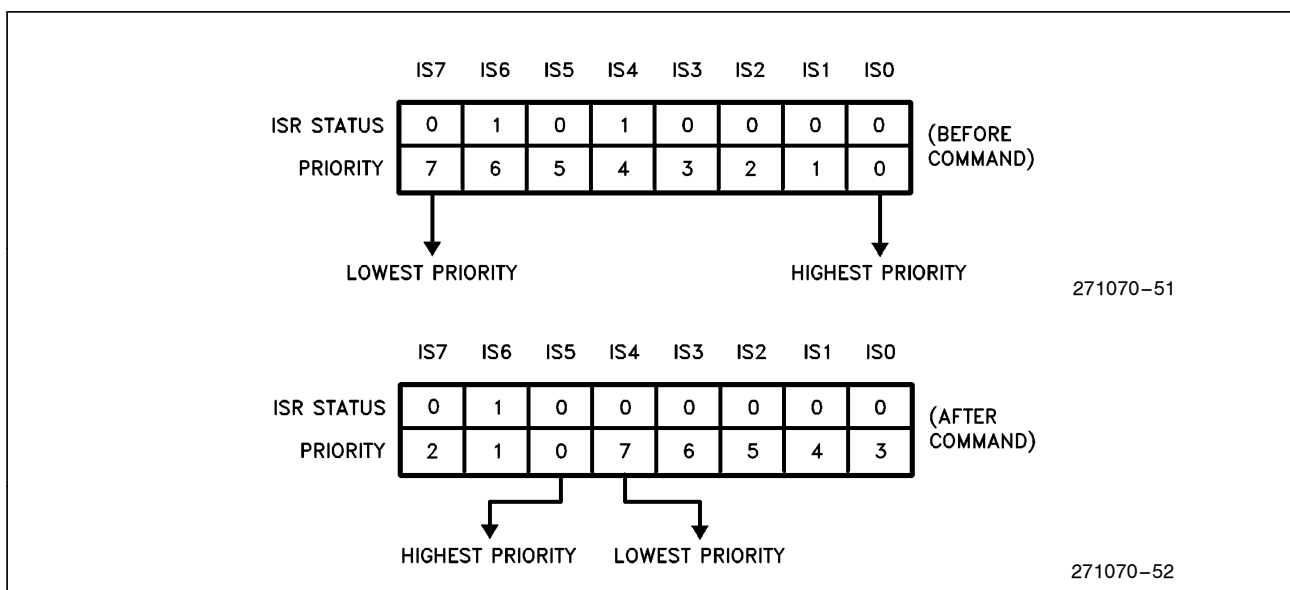 IS7 IS6 IS5 IS4 IS3 IS2 IS1 IS0
ISR STATUS 0 1 0 1 0 0 0 0 (BEFORE
PRIORITY 7 6 5 4 3 2 1 0 COMMAND)
LOWEST PRIORITY HIGHEST PRIORITY
271070–51
IS7 IS6 IS5 IS4 IS3 IS2 IS1 IS0
ISR STATUS 0 1 0 0 0 0 0 0 (AFTER
PRIORITY 2 1 0 7 6 5 4 3 COMMAND)
HIGHEST PRIORITY LOWEST PRIORITY
271070–52